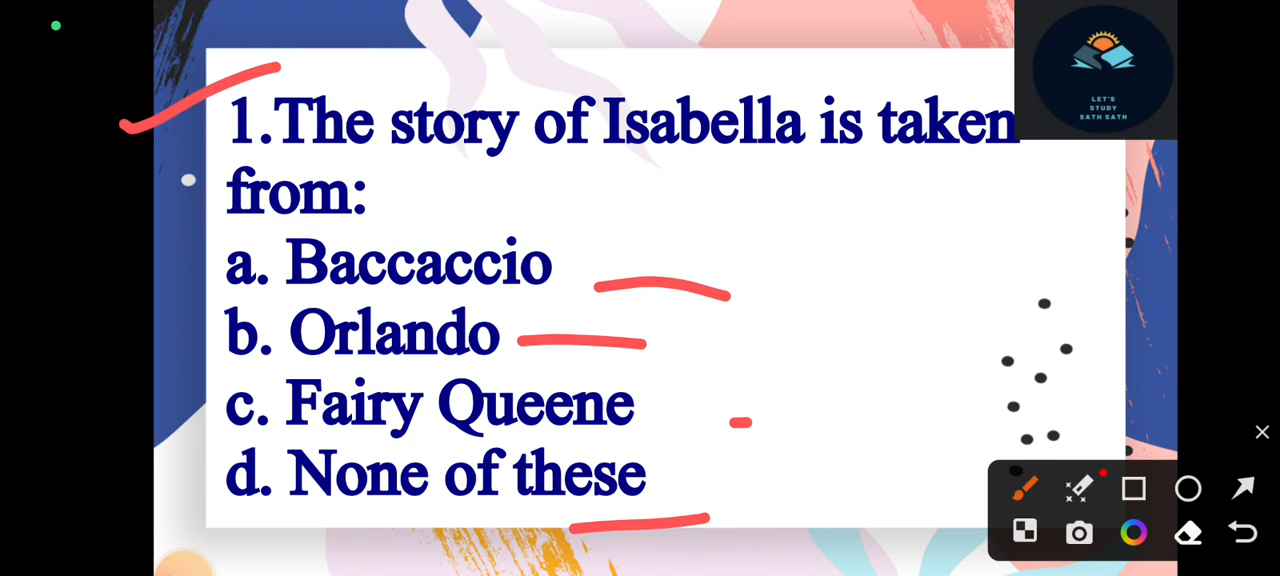 1.The story of Isabella is taken
from:
a. Baccaccio
b. Orlando
c. Fairy Queene
d. None of these
LET'S
STUDY
SATH SATH